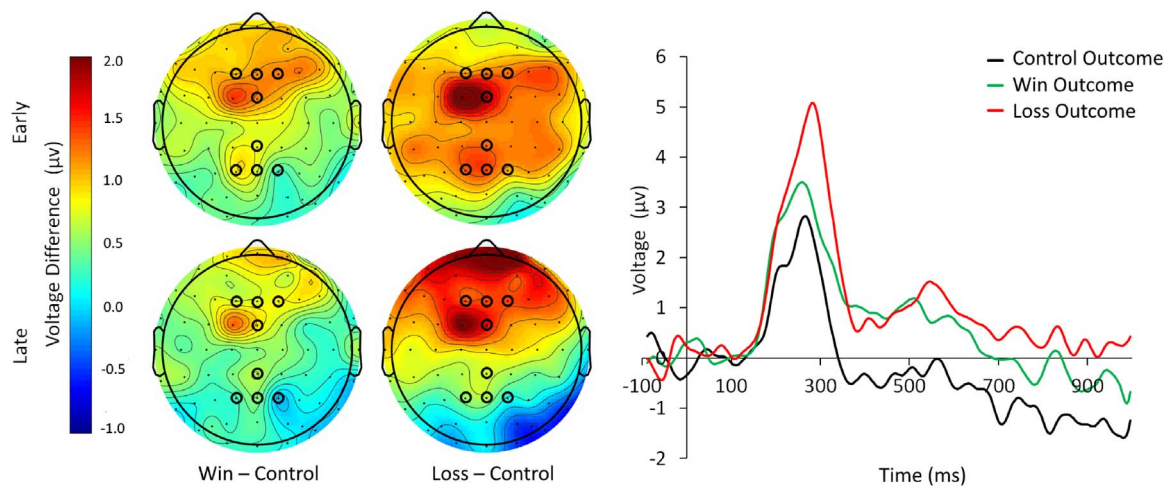 Early
Late
Voltage Difference (μv)
2.0
1.5
1.0
0.5
0.0
-0.5
-1.0
Win – Control
Loss – Control
Voltage (μv)
6
5
4
3
2
1
0
-1
-2
-100 100 300 500 700 900
Time (ms)
Control Outcome
Win Outcome
Loss Outcome